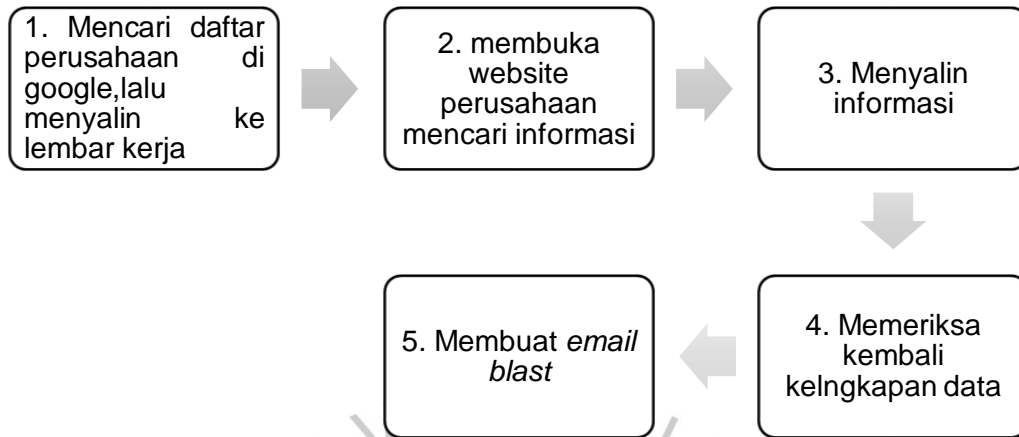 1. Mencari daftar
perusahaan di
google,lalu
menyalin ke
lembar kerja
2. membuka
website
perusahaan
mencari informasi
3. Menyalin
informasi
4. Memeriksa
kembali
kelngkapan data
5. Membuat email
blast